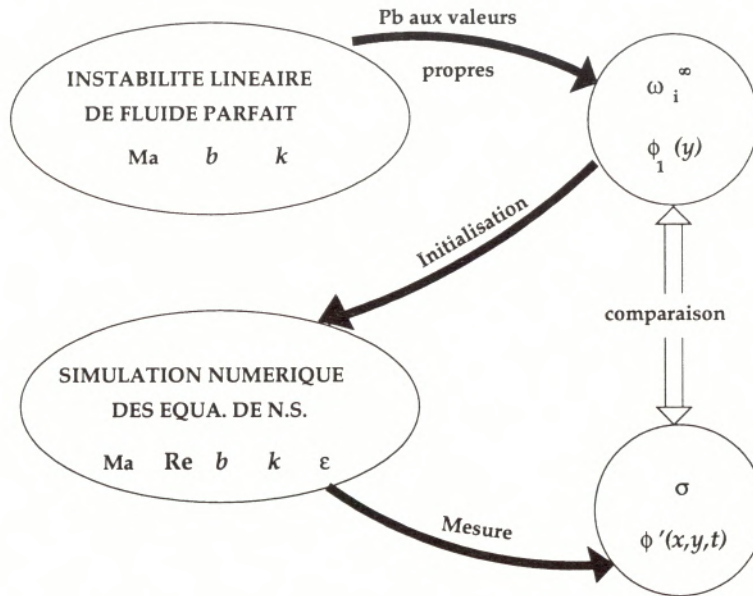 Pb aux valeurs
propres
INSTABILITE LINEAIRE
DE FLUIDE PARFAIT
Ma b k
ω i ∞
ϕ 1 (y)
Initialisation
comparaison
SIMULATION NUMERIQUE
DES EQUA. DE N.S.
Ma Re b k ε
Mesure
σ
ϕ '(x,y,t)